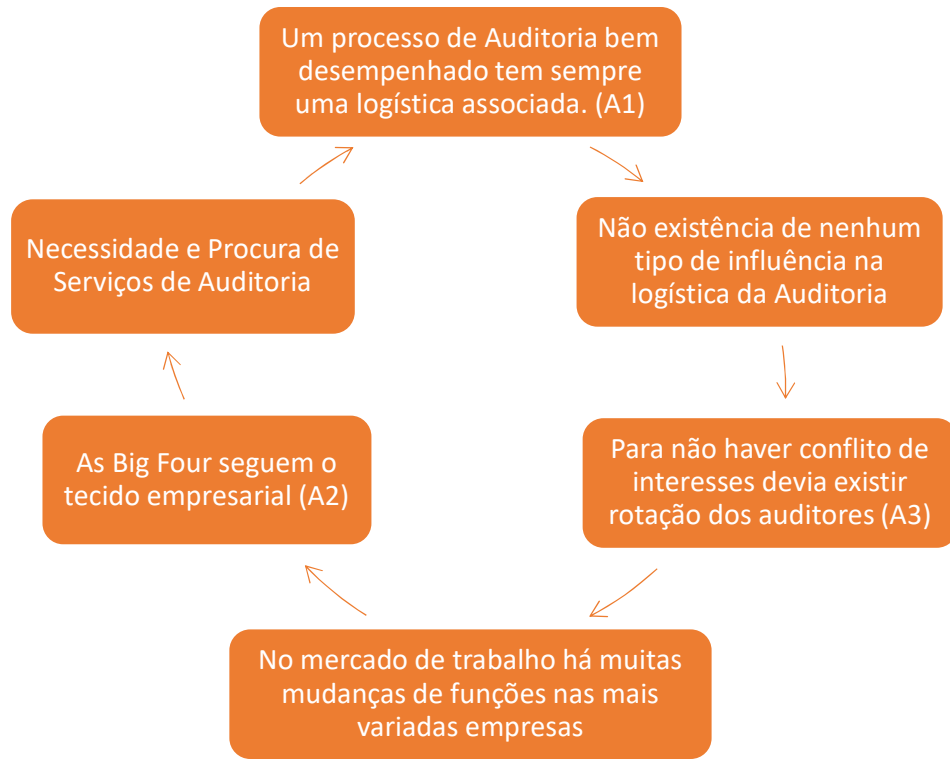 Um processo de Auditoria bem
desempenhado tem sempre
uma logística associada. (A1)
Não existência de nenhum
tipo de influência na
logística da Auditoria
Para não haver conflito de
interesses devia existir
rotação dos auditores (A3)
No mercado de trabalho há muitas
mudanças de funções nas mais
variadas empresas
As Big Four seguem o
tecido empresarial (A2)
Necessidade e Procura de
Serviços de Auditoria